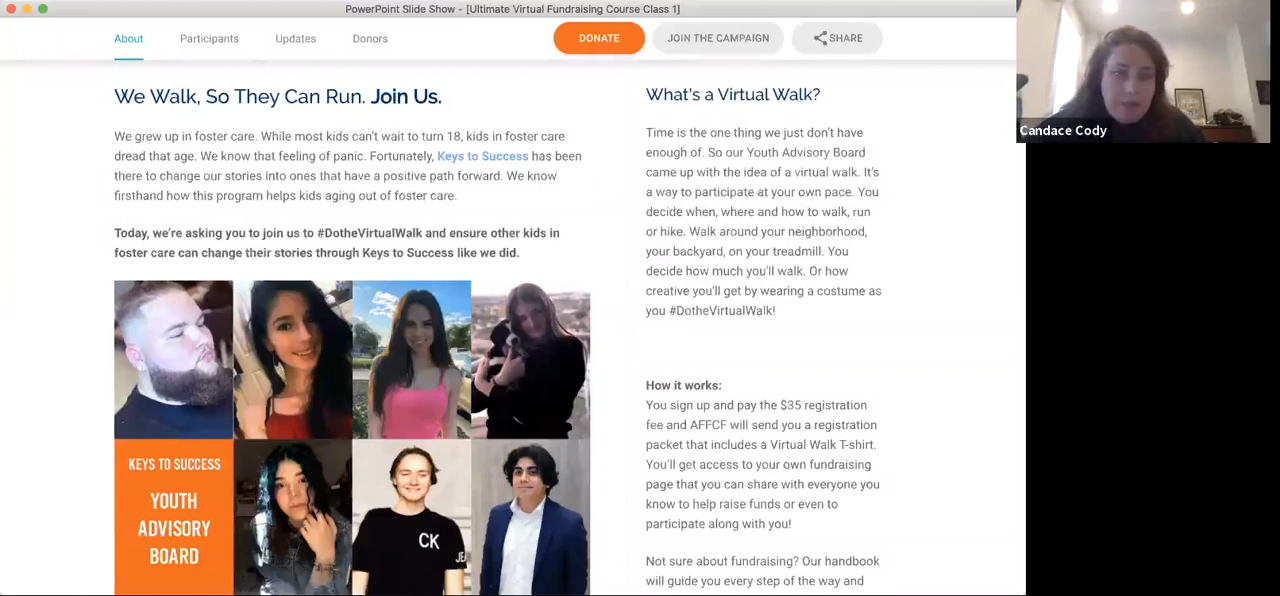 PowerPoint Slide Show - [Ultimate Virtual Fundraising Course Class 1]
About
Participants
Updates
Donors
DONATE
JOIN THE CAMPAIGN
SHARE
We Walk, So They Can Run. Join Us.
We grew up in foster care. While most kids can't wait to turn 18, kids in foster care
dread that age. We know that feeling of panic. Fortunately, Keys to Success has been
there to change our stories into ones that have a positive path forward. We know
firsthand how this program helps kids aging out of foster care.
Today, we're asking you to join us to #DotheVirtualWalk and ensure other kids in
foster care can change their stories through Keys to Success like we did.
KEYS TO SUCCESS
YOUTH
ADVISORY
BOARD
CK
JEA
What's a Virtual Walk?
Time is the one thing we just don't have
enough of. So our Youth Advisory Board
came up with the idea of a virtual walk. It's
a way to participate at your own pace. You
decide when, where and how to walk, run
or hike. Walk around your neighborhood,
your backyard, on your treadmill. You
decide how much you'll walk. Or how
creative you'll get by wearing a costume as
you #DotheVirtualWalk!
How it works:
You sign up and pay the $35 registration
fee and AFFCF will send you a registration
packet that includes a Virtual Walk T-shirt.
You'll get access to your own fundraising
page that you can share with everyone you
know to help raise funds or even to
participate along with you!
Not sure about fundraising? Our handbook
will guide you every step of the way and
Candace Cody